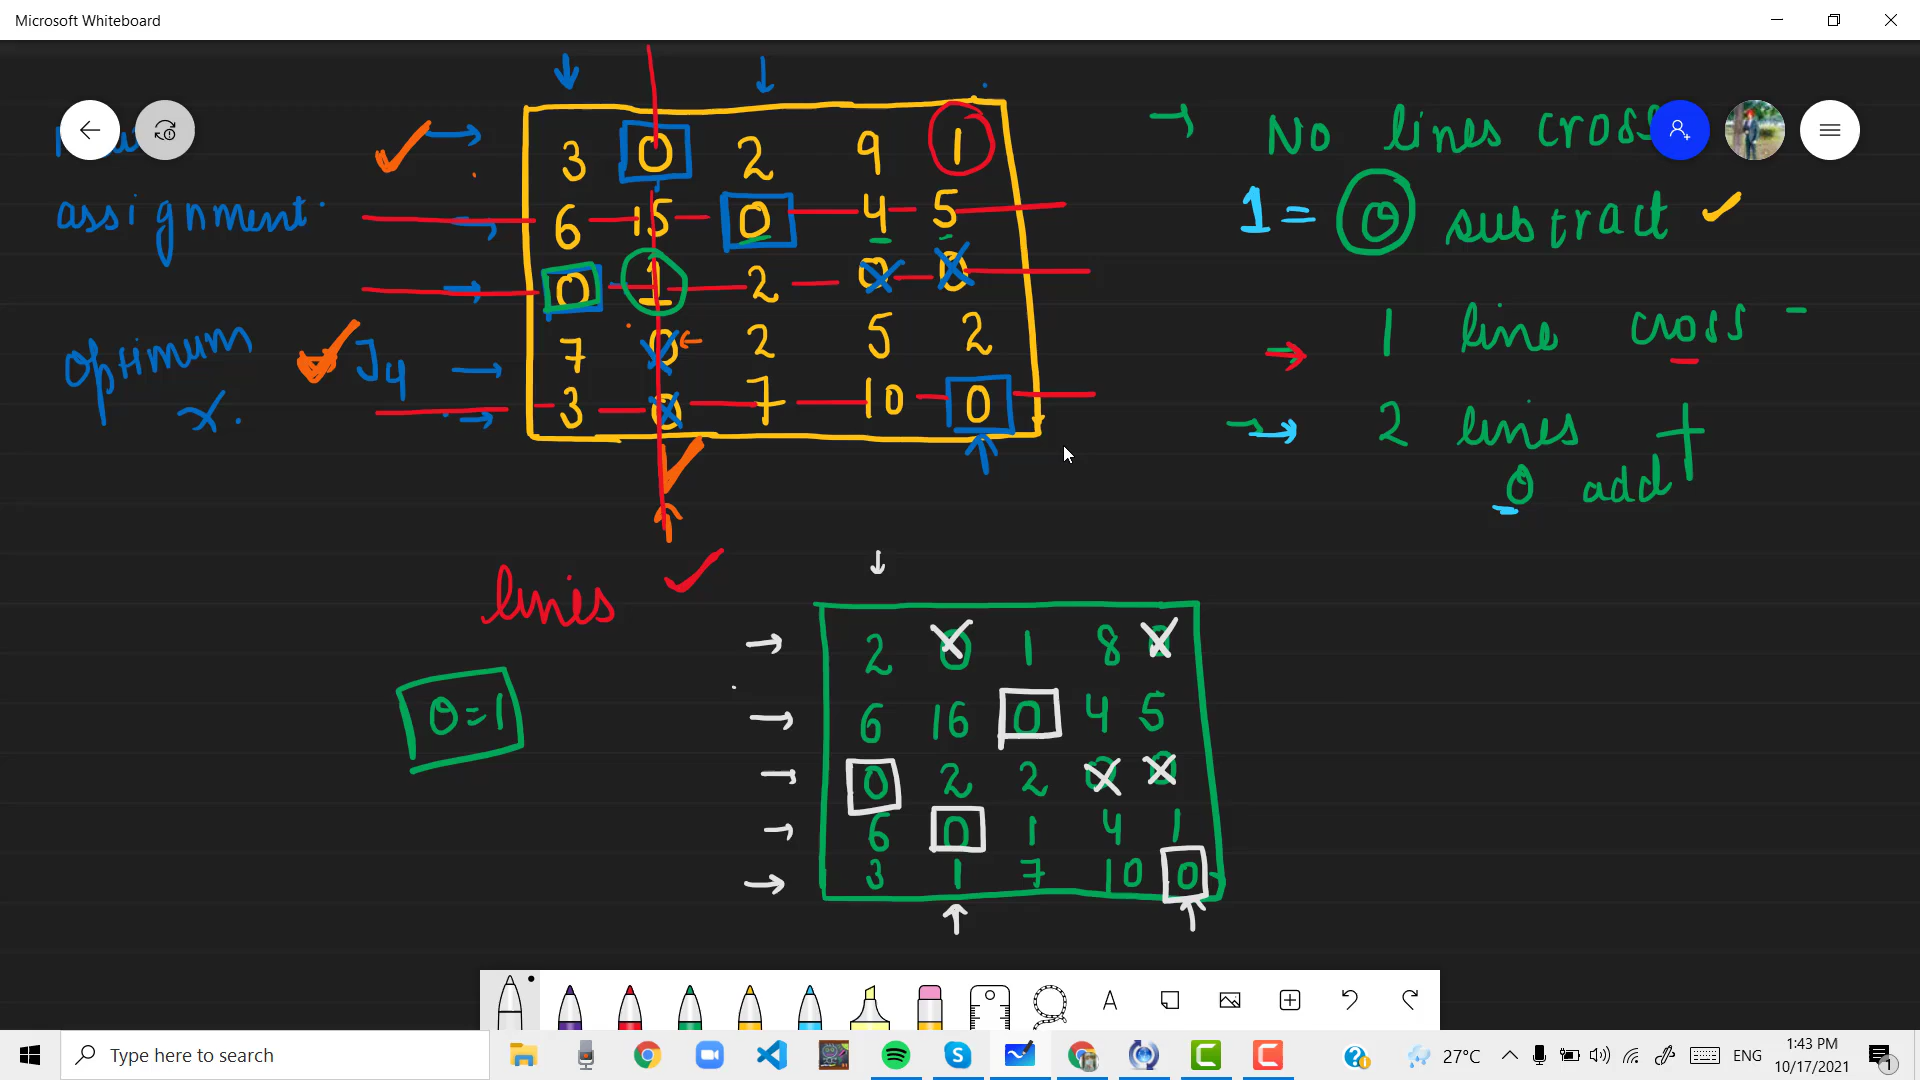 Microsoft Whiteboard
3 0 2 9 1
assignment
6 15 0 4 5
0 1 2 0 0
optimum
x.
J4
7 0 2 5 2
3 0 7 10 0
→ No lines cross
1 = θ subtract
→ 1 line cross -
→ 2 lines +
θ add
lines
θ=1
2 0 1 8 0
6 16 0 4 5
0 2 2 0 0
6 0 1 4 1
3 1 7 10 0
A
Type here to search
27°C
ENG
1:43 PM
10/17/2021
1